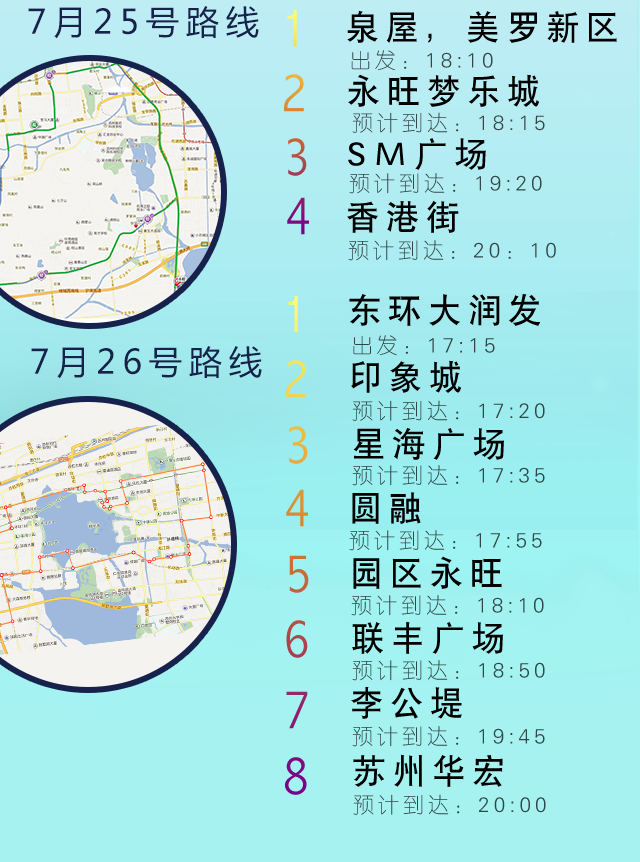 7月25号路线
1 泉屋，美罗新区
出发：18:10
2 永旺梦乐城
预计到达：18:15
3 SM广场
预计到达：19:20
4 香港街
预计到达：20：10
7月26号路线
1 东环大润发
出发：17:15
2 印象城
预计到达：17:20
3 星海广场
预计到达：17:35
4 圆融
预计到达：17:55
5 园区永旺
预计到达：18:10
6 联丰广场
预计到达：18:50
7 李公堤
预计到达：19:45
8 苏州华宏
预计到达：20:00